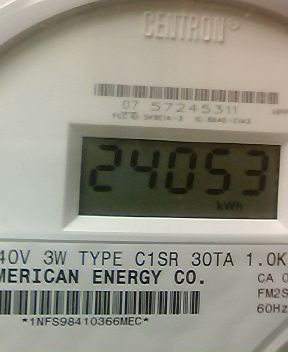 CENTRON®
07 57245311
24053
kWh
40V 3W TYPE C1SR 30TA 1.0K
MERICAN ENERGY CO.
CA 0
FM2S
60Hz
*1NFS98410366MEC*